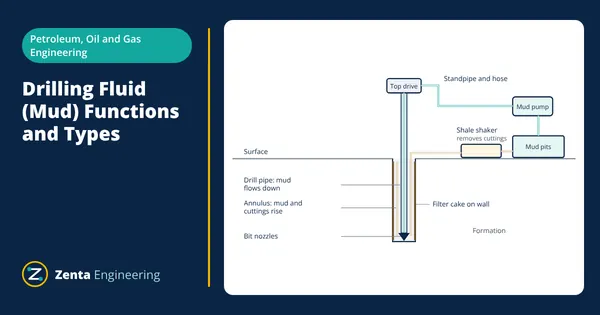 Petroleum, Oil and Gas
Engineering
Drilling Fluid
(Mud) Functions
and Types
Zenta Engineering
Top drive
Standpipe and hose
Mud pump
Shale shaker
removes cuttings
Mud pits
Surface
Drill pipe: mud
flows down
Annulus: mud and
cuttings rise
Filter cake on wall
Bit nozzles
Formation